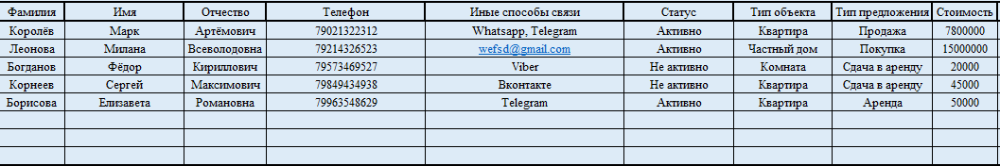 Фамилия Имя Отчество Телефон Иные способы связи Статус Тип объекта Тип предложения Стоимость
Королёв Марк Артёмович 79021322312 Whatsapp, Telegram Активно Квартира Продажа 7800000
Леонова Милана Всеволодовна 79214326523 wefsd@gmail.com Активно Частный дом Покупка 15000000
Богданов Фёдор Кириллович 79573469527 Viber Не активно Комната Сдача в аренду 20000
Корнеев Сергей Максимович 79849434938 Вконтакте Не активно Квартира Сдача в аренду 45000
Борисова Елизавета Романовна 79963548629 Telegram Активно Квартира Аренда 50000